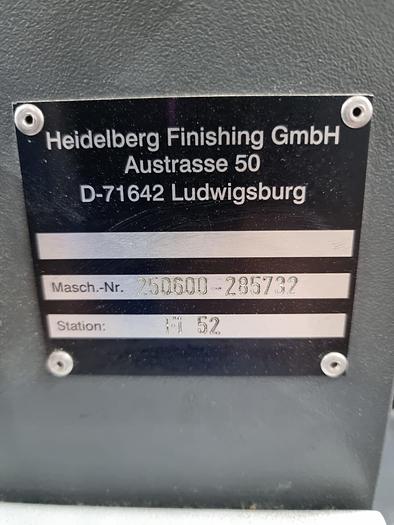 Heidelberg Finishing GmbH
Austrasse 50
D-71642 Ludwigsburg
Masch.-Nr. 250600-285732
Station: 52